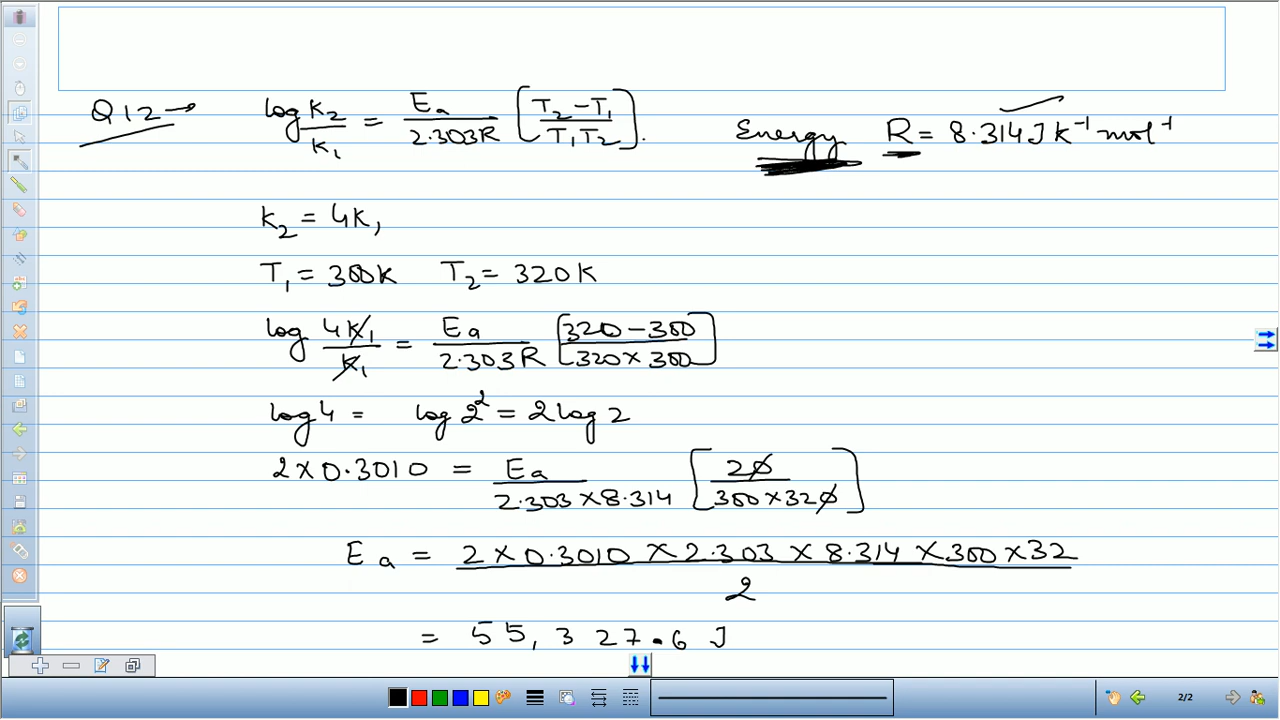 Q12 → log K₂/K₁ = Eₐ/2.303R [T₂ - T₁/T₁T₂]. Energy R = 8.314 J K⁻¹ mol⁻¹
K₂ = 4K₁
T₁ = 300K T₂ = 320K
log 4K₁/K₁ = Eₐ/2.303R [320 - 300/320 × 300]
log 4 = log 2² = 2 log 2
2 × 0.3010 = Eₐ/2.303 × 8.314 [20/300 × 320]
Eₐ = 2 × 0.3010 × 2.303 × 8.314 × 300 × 32/2
= 55,327.6 J
2/2